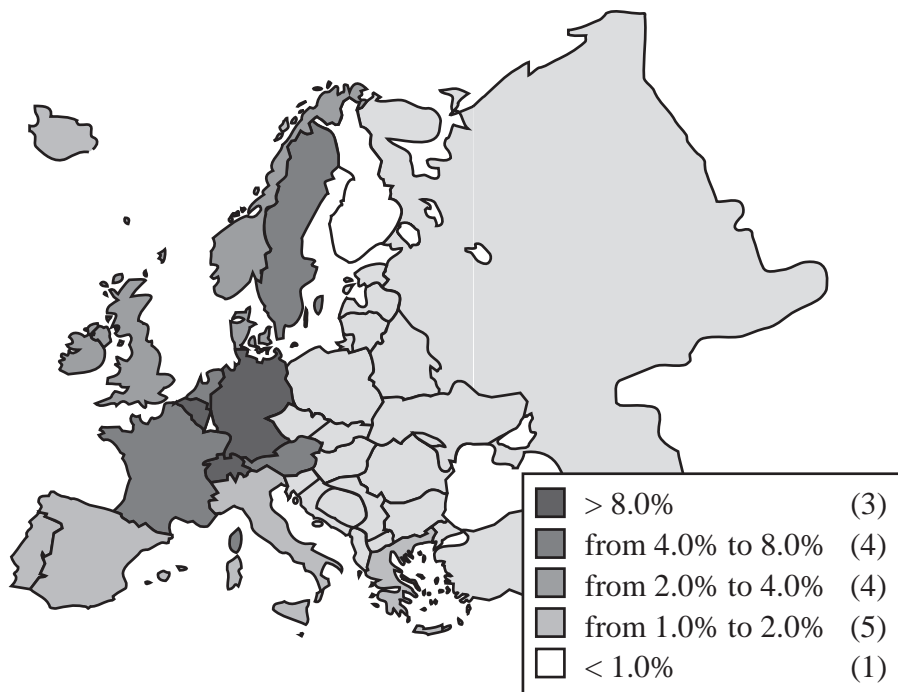 > 8.0% (3)
from 4.0% to 8.0% (4)
from 2.0% to 4.0% (4)
from 1.0% to 2.0% (5)
< 1.0% (1)